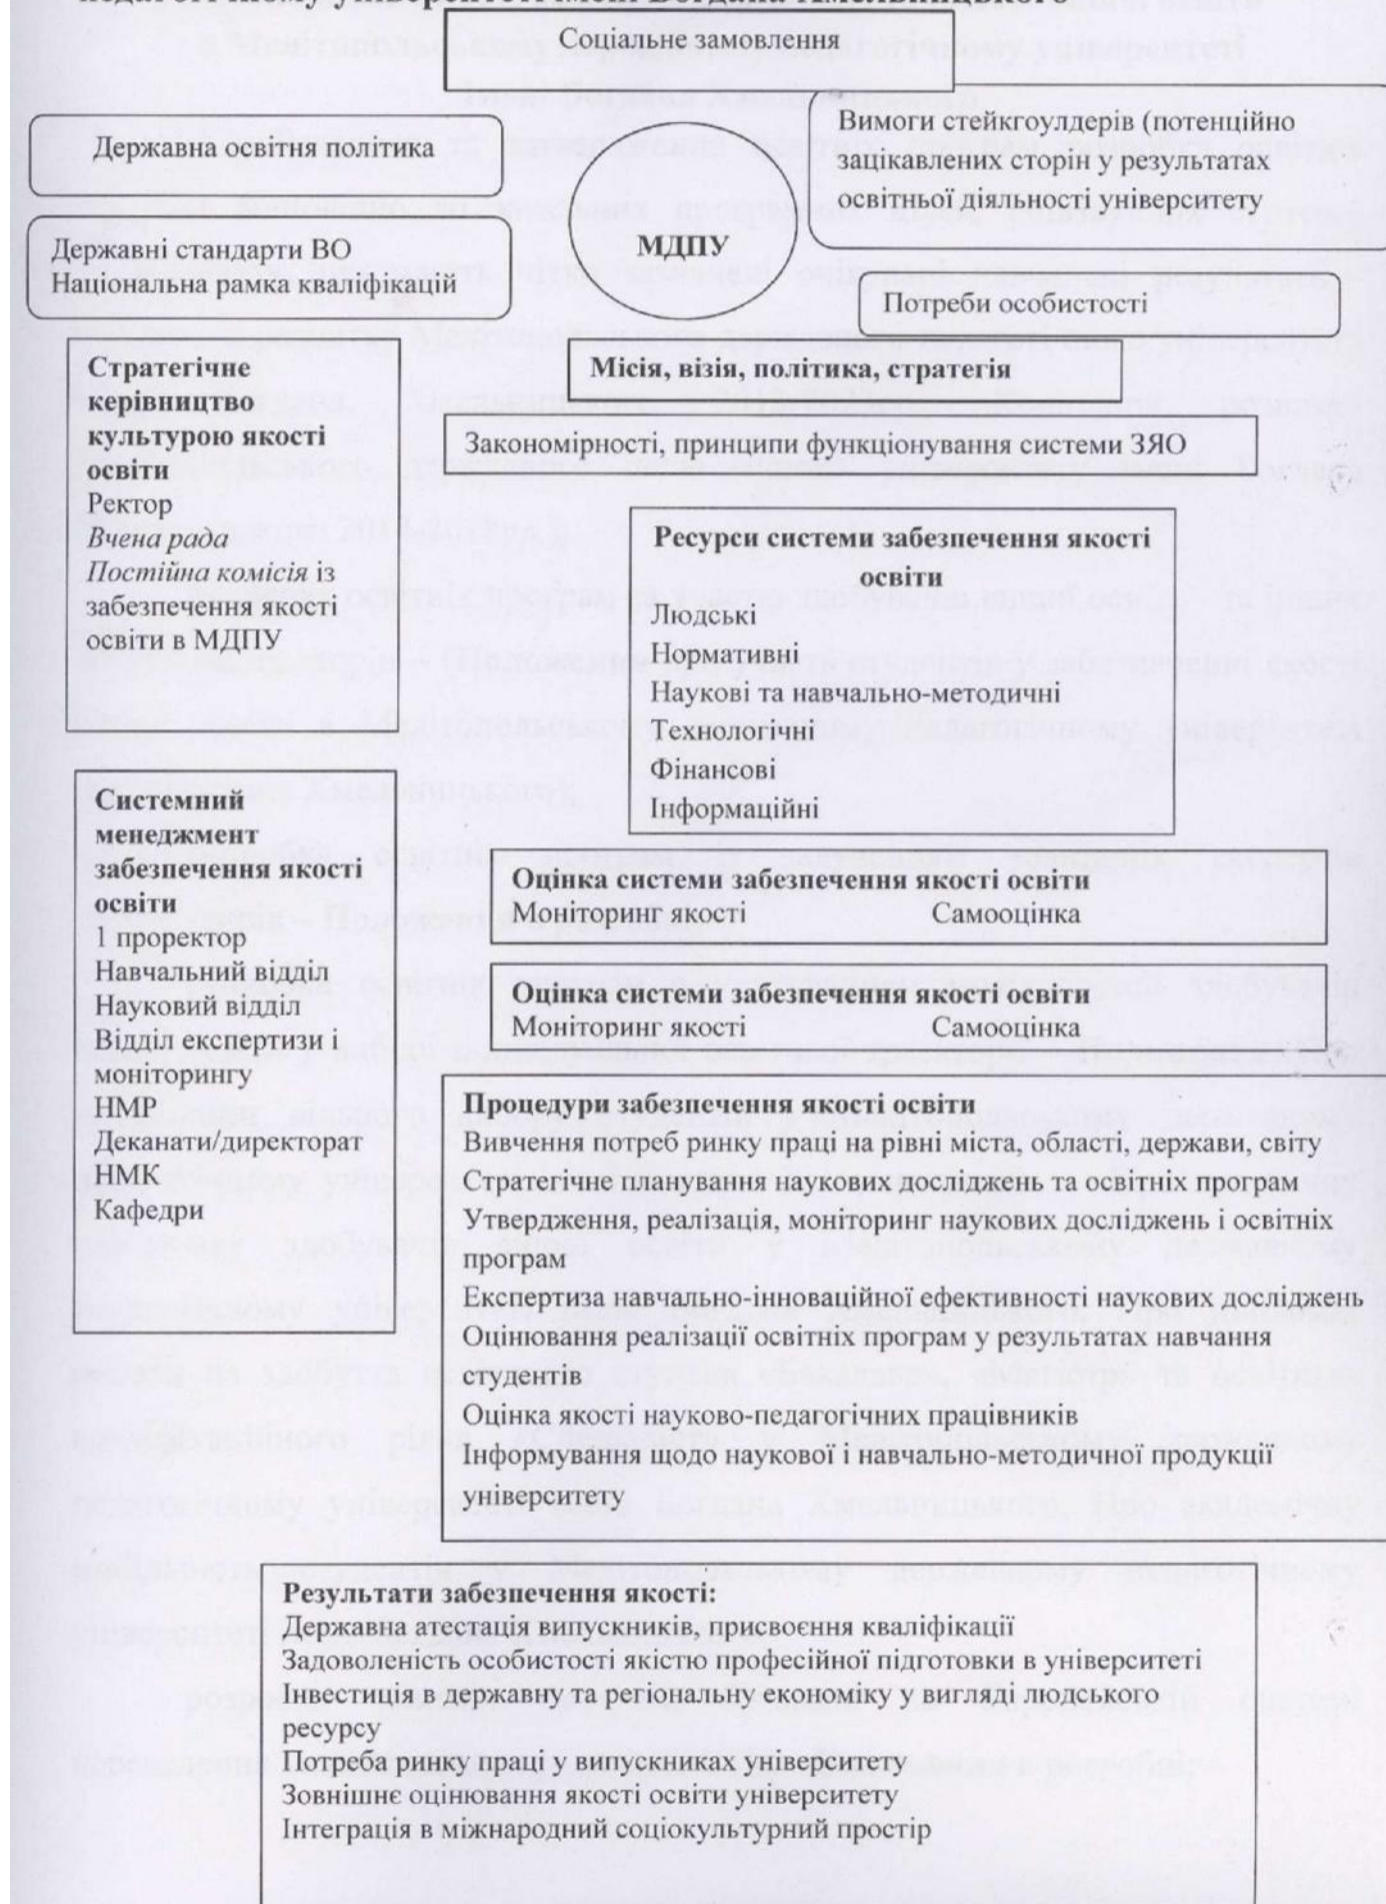 педагогічному університеті імені Богдана Хмельницького
Соціальне замовлення
Державна освітня політика
Вимоги стейкгоулдерів (потенційно
зацікавлених сторін у результатах
освітньої діяльності університету
МДПУ
Державні стандарти ВО
Національна рамка кваліфікацій
Потреби особистості
Стратегічне
керівництво
культурою якості
освіти
Ректор
Вчена рада
Постійна комісія із
забезпечення якості
освіти в МДПУ
Місія, візія, політика, стратегія
Закономірності, принципи функціонування системи ЗЯО
Ресурси системи забезпечення якості
освіти
Людські
Нормативні
Наукові та навчально-методичні
Технологічні
Фінансові
Інформаційні
Системний
менеджмент
забезпечення якості
освіти
1 проректор
Навчальний відділ
Науковий відділ
Відділ експертизи і
моніторингу
НМР
Деканати/директорат
НМК
Кафедри
Оцінка системи забезпечення якості освіти
Моніторинг якості Самооцінка
Оцінка системи забезпечення якості освіти
Моніторинг якості Самооцінка
Процедури забезпечення якості освіти
Вивчення потреб ринку праці на рівні міста, області, держави, світу
Стратегічне планування наукових досліджень та освітніх програм
Утвердження, реалізація, моніторинг наукових досліджень і освітніх
програм
Експертиза навчально-інноваційної ефективності наукових досліджень
Оцінювання реалізації освітніх програм у результатах навчання
студентів
Оцінка якості науково-педагогічних працівників
Інформування щодо наукової і навчально-методичної продукції
університету
Результати забезпечення якості:
Державна атестація випускників, присвоєння кваліфікації
Задоволеність особистості якістю професійної підготовки в університеті
Інвестиція в державну та регіональну економіку у вигляді людського
ресурсу
Потреба ринку праці у випускниках університету
Зовнішнє оцінювання якості освіти університету
Інтеграція в міжнародний соціокультурний простір